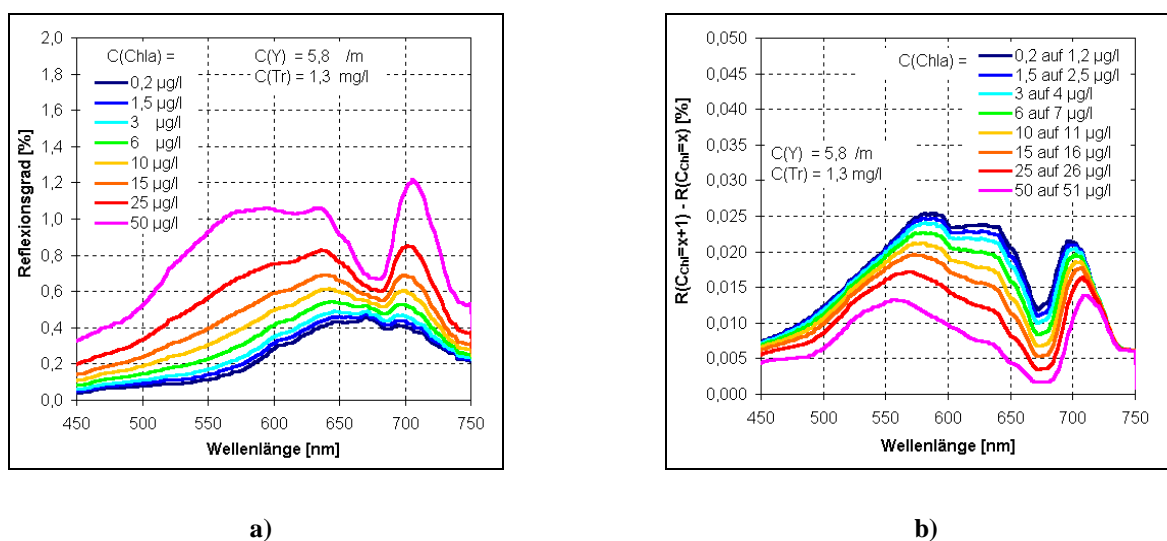 2,0
1,8
1,6
1,4
1,2
1,0
0,8
0,6
0,4
0,2
0,0
Reflexionsgrad [%]
C(Chla) =
0,2 µg/l
1,5 µg/l
3 µg/l
6 µg/l
10 µg/l
15 µg/l
25 µg/l
50 µg/l
C(Y) = 5,8 /m
C(Tr) = 1,3 mg/l
450 500 550 600 650 700 750
Wellenlänge [nm]
a)
0,050
0,045
0,040
0,035
0,030
0,025
0,020
0,015
0,010
0,005
0,000
R(CChl=x+1) - R(CChl=x) [%]
C(Chla) =
0,2 auf 1,2 µg/l
1,5 auf 2,5 µg/l
3 auf 4 µg/l
6 auf 7 µg/l
10 auf 11 µg/l
15 auf 16 µg/l
25 auf 26 µg/l
50 auf 51 µg/l
C(Y) = 5,8 /m
C(Tr) = 1,3 mg/l
450 500 550 600 650 700 750
Wellenlänge [nm]
b)